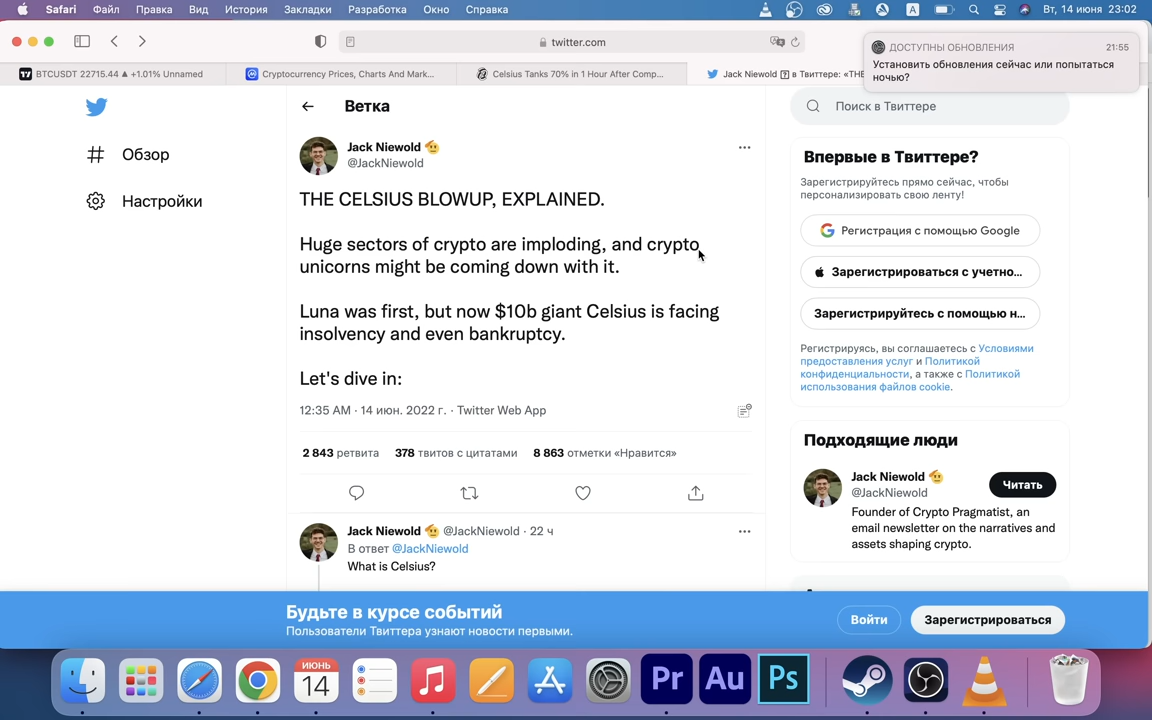 Safari Файл Правка Вид История Закладки Разработка Окно Справка A Вт, 14 июня 23:02
twitter.com
ДОСТУПНЫ ОБНОВЛЕНИЯ 21:55
Установить обновления сейчас или попытаться
ночью?
BTCUSDT 22715.44 ▲ +1.01% Unnamed
Cryptocurrency Prices, Charts And Mark...
Celsius Tanks 70% in 1 Hour After Comp...
Jack Niewold в Твиттере: «THE
Обзор
Настройки
Ветка
Jack Niewold
@JackNiewold
THE CELSIUS BLOWUP, EXPLAINED.
Huge sectors of crypto are imploding, and crypto
unicorns might be coming down with it.
Luna was first, but now $10b giant Celsius is facing
insolvency and even bankruptcy.
Let's dive in:
12:35 AM · 14 июн. 2022 г. · Twitter Web App
2 843 ретвита 378 твитов с цитатами 8 863 отметки «Нравится»
Jack Niewold @JackNiewold · 22 ч
В ответ @JackNiewold
What is Celsius?
Поиск в Твиттере
Впервые в Твиттере?
Зарегистрируйтесь прямо сейчас, чтобы
персонализировать свою ленту!
Регистрация с помощью Google
Зарегистрироваться с учетно...
Зарегистрируйтесь с помощью н...
Регистрируясь, вы соглашаетесь с Условиями
предоставления услуг и Политикой
конфиденциальности, а также с Политикой
использования файлов cookie.
Подходящие люди
Jack Niewold
@JackNiewold
Читать
Founder of Crypto Pragmatist, an
email newsletter on the narratives and
assets shaping crypto.
Будьте в курсе событий
Пользователи Твиттера узнают новости первыми.
Войти
Зарегистрироваться
ИЮНЬ
14
Pr Au Ps